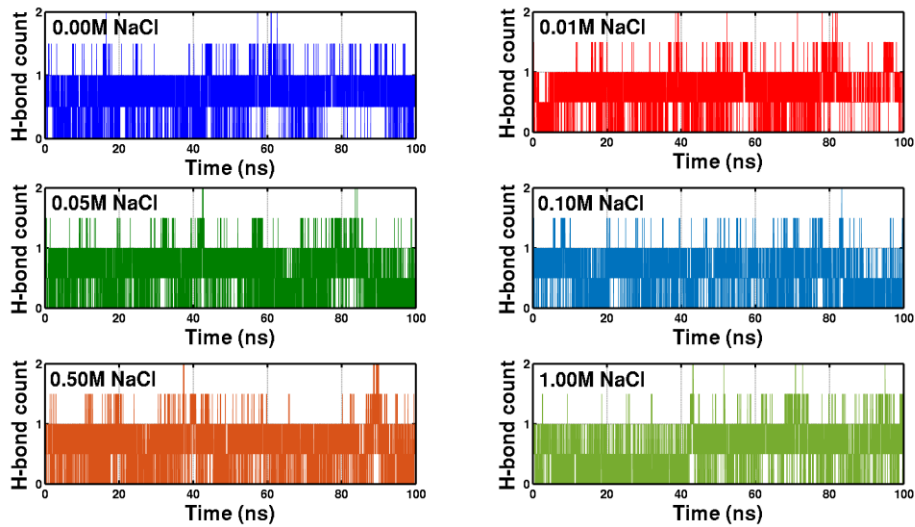 0.00M NaCl
H-bond count
2
1
0
0 20 40 60 80 100
Time (ns)
0.01M NaCl
H-bond count
2
1
0
0 20 40 60 80 100
Time (ns)
0.05M NaCl
H-bond count
2
1
0
0 20 40 60 80 100
Time (ns)
0.10M NaCl
H-bond count
2
1
0
0 20 40 60 80 100
Time (ns)
0.50M NaCl
H-bond count
2
1
0
0 20 40 60 80 100
Time (ns)
1.00M NaCl
H-bond count
2
1
0
0 20 40 60 80 100
Time (ns)